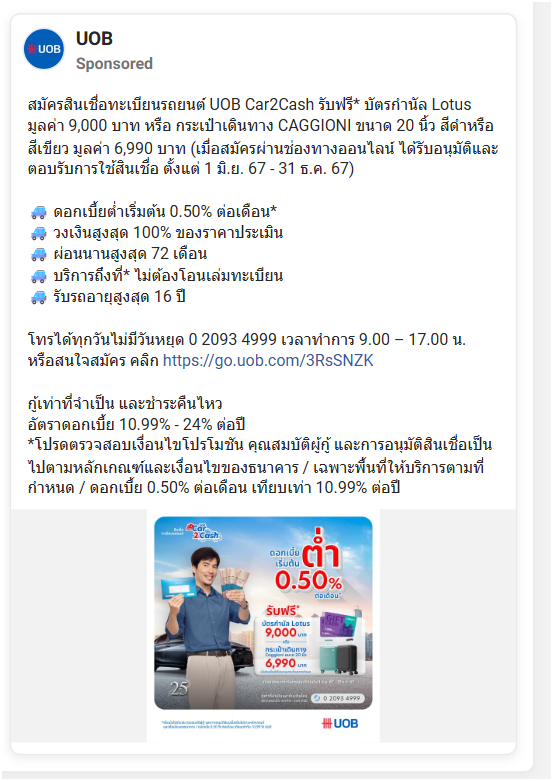 UOB
UOB
Sponsored
สมัครสินเชื่อทะเบียนรถยนต์ UOB Car2Cash รับฟรี* บัตรกำนัล Lotus
มูลค่า 9,000 บาท หรือ กระเป๋าเดินทาง CAGGIONI ขนาด 20 นิ้ว สีดำหรือ
สีเขียว มูลค่า 6,990 บาท (เมื่อสมัครผ่านช่องทางออนไลน์ ได้รับอนุมัติและ
ตอบรับการใช้สินเชื่อ ตั้งแต่ 1 มิ.ย. 67 - 31 ธ.ค. 67)
🚙 ดอกเบี้ยต่ำเริ่มต้น 0.50% ต่อเดือน*
🚙 วงเงินสูงสุด 100% ของราคาประเมิน
🚙 ผ่อนนานสูงสุด 72 เดือน
🚙 บริการถึงที่* ไม่ต้องโอนเล่มทะเบียน
🚙 รับรถอายุสูงสุด 16 ปี
โทรได้ทุกวันไม่มีวันหยุด 0 2093 4999 เวลาทำการ 9.00 – 17.00 น.
หรือสนใจสมัคร คลิก https://go.uob.com/3RsSNZK
กู้เท่าที่จำเป็น และชำระคืนไหว
อัตราดอกเบี้ย 10.99% - 24% ต่อปี
*โปรดตรวจสอบเงื่อนไขโปรโมชัน คุณสมบัติผู้กู้ และการอนุมัติสินเชื่อเป็น
ไปตามหลักเกณฑ์และเงื่อนไขของธนาคาร / เฉพาะพื้นที่ให้บริการตามที่
กำหนด / ดอกเบี้ย 0.50% ต่อเดือน เทียบเท่า 10.99% ต่อปี
Car
2Cash
ดอกเบี้ย
เริ่มต้น
ต่ำ
0.50%
ต่อเดือน*
รับฟรี*
บัตรกำนัล Lotus
9,000 บาท
หรือ
กระเป๋าเดินทาง
Caggioni ขนาด 20 นิ้ว
6,990 บาท
25
0 2093 4999
UOB